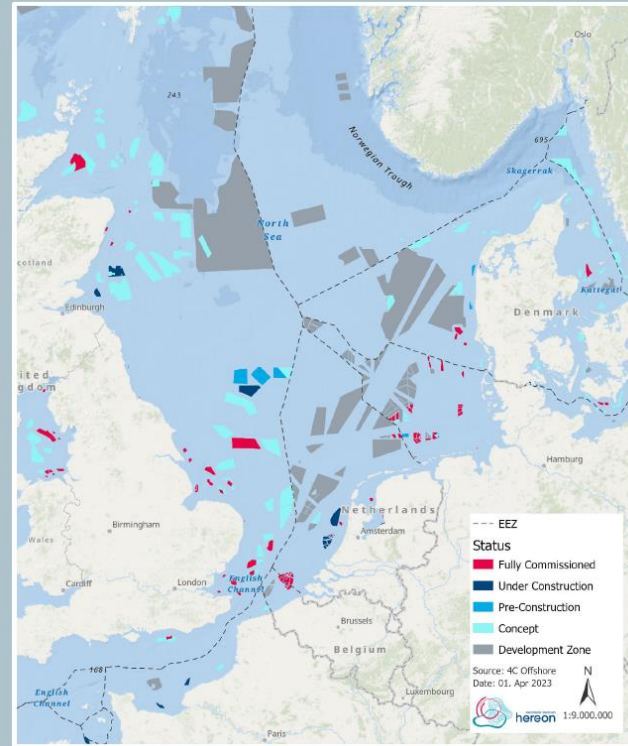 Oslo
243
Norwegian Trough
695
Skagerrak
North
Sea
Scotland
Kattegat
Edinburgh
Denmark
United
Kingdom
Hamburg
Netherlands
Birmingham
Amsterdam
Wales
Cardiff
London
English
Channel
Brussels
Belgium
168
English
Channel
Luxembourg
Paris
EEZ
Status
Fully Commissioned
Under Construction
Pre-Construction
Concept
Development Zone
Source: 4C Offshore
Date: 01. Apr 2023
N
hereon
1:9.000.000